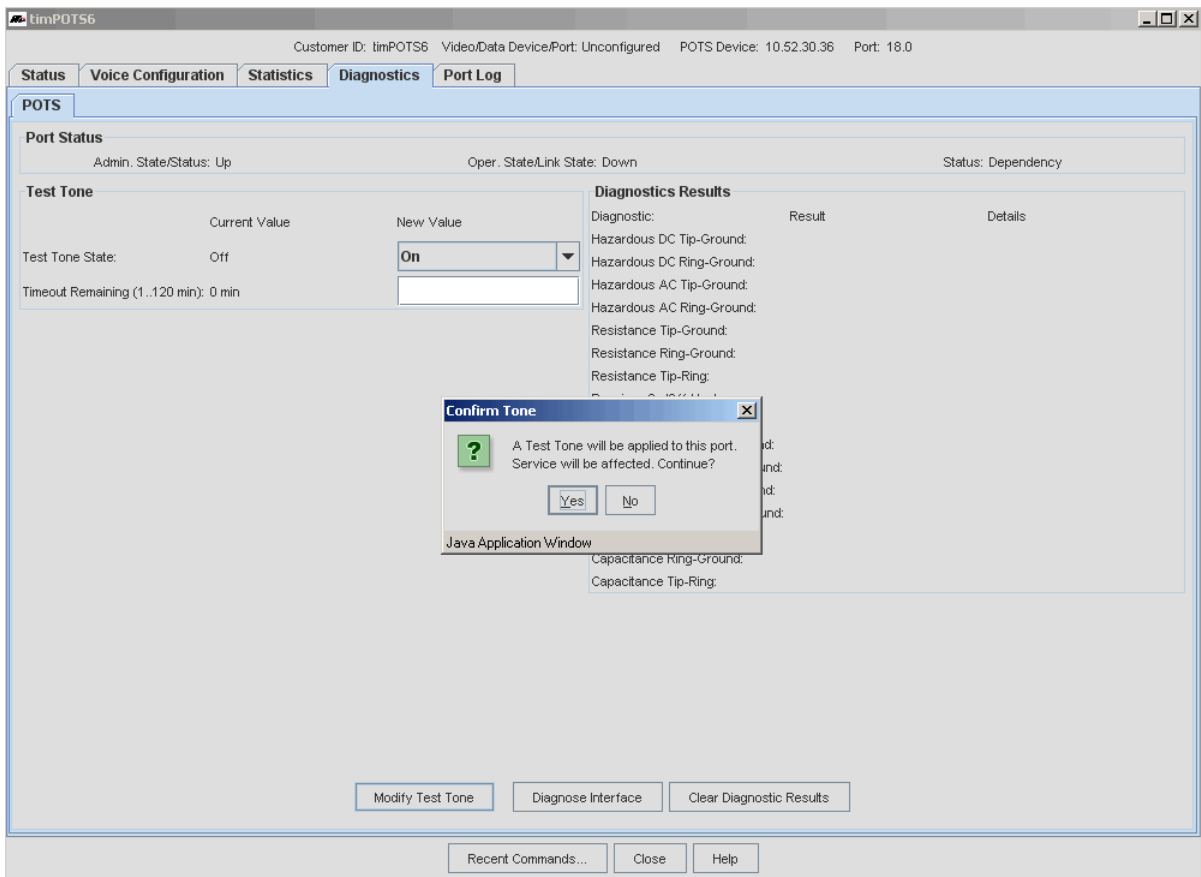 timPOTS6
Customer ID: timPOTS6 Video/Data Device/Port: Unconfigured POTS Device: 10.52.30.36 Port: 18.0
Status Voice Configuration Statistics Diagnostics Port Log
POTS
Port Status
Admin. State/Status: Up Oper. State/Link State: Down Status: Dependency
Test Tone
Current Value New Value
Test Tone State: Off On
Timeout Remaining (1..120 min): 0 min
Diagnostics Results
Diagnostic: Result Details
Hazardous DC Tip-Ground:
Hazardous DC Ring-Ground:
Hazardous AC Tip-Ground:
Hazardous AC Ring-Ground:
Resistance Tip-Ground:
Resistance Ring-Ground:
Resistance Tip-Ring:
Confirm Tone
A Test Tone will be applied to this port.
Service will be affected. Continue?
Yes No
Java Application Window
Capacitance Ring-Ground:
Capacitance Tip-Ring:
Modify Test Tone Diagnose Interface Clear Diagnostic Results
Recent Commands... Close Help